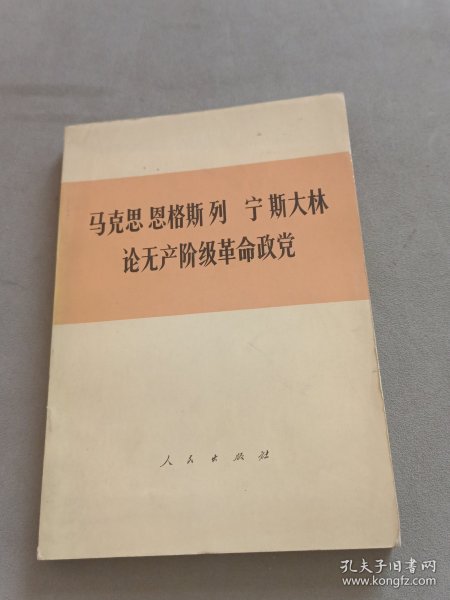 马克思 恩格斯 列 宁 斯大林
论无产阶级革命政党
人民出版社
孔夫子旧书网
www.kongfz.com